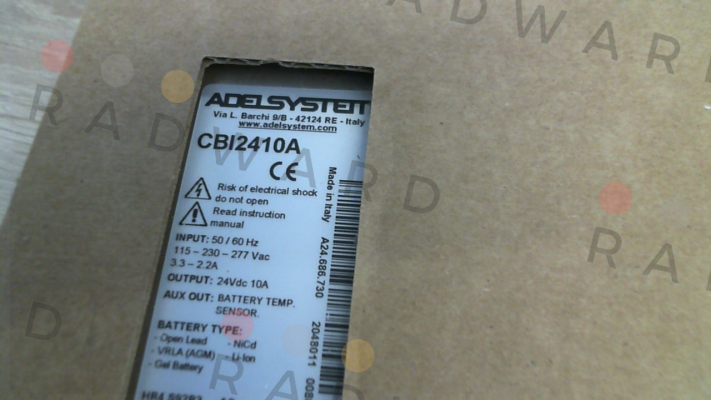 ADELSYSTEM
Via L. Barchi 9/B - 42124 RE - Italy
www.adelsystem.com
CBI2410A
CE
Risk of electrical shock
do not open
Read instruction
manual
INPUT: 50 / 60 Hz
115 – 230 – 277 Vac
3.3 – 2.2A
OUTPUT: 24Vdc 10A
AUX OUT: BATTERY TEMP.
SENSOR.
BATTERY TYPE:
- Open Lead - NiCd
- VRLA (AGM) - Li-Ion
- Gel Battery
Made in Italy
A24.686.730
2048011
RADWARD
RADWARD
RAD